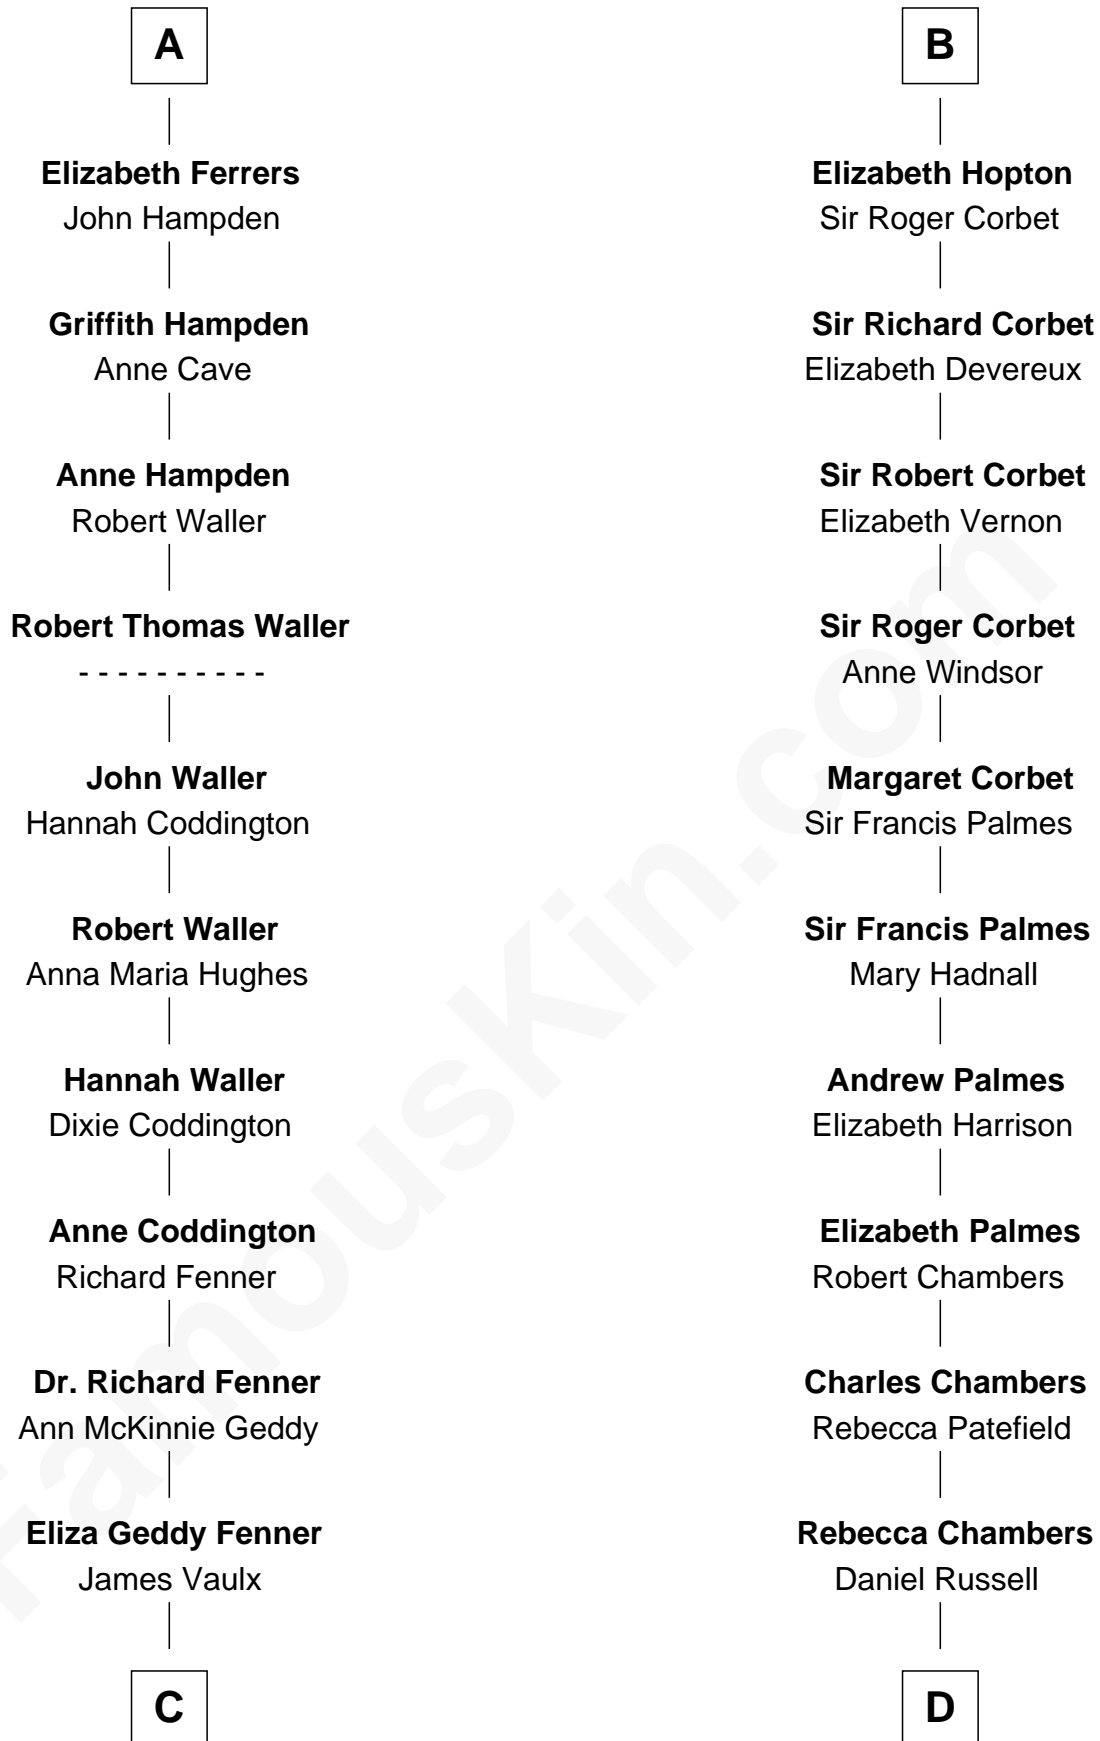 A
Elizabeth Ferrers
John Hampden
Griffith Hampden
Anne Cave
Anne Hampden
Robert Waller
Robert Thomas Waller
- - - - - - - - - -
John Waller
Hannah Coddington
Robert Waller
Anna Maria Hughes
Hannah Waller
Dixie Coddington
Anne Coddington
Richard Fenner
Dr. Richard Fenner
Ann McKinnie Geddy
Eliza Geddy Fenner
James Vaulx
C
B
Elizabeth Hopton
Sir Roger Corbet
Sir Richard Corbet
Elizabeth Devereux
Sir Robert Corbet
Elizabeth Vernon
Sir Roger Corbet
Anne Windsor
Margaret Corbet
Sir Francis Palmes
Sir Francis Palmes
Mary Hadnall
Andrew Palmes
Elizabeth Harrison
Elizabeth Palmes
Robert Chambers
Charles Chambers
Rebecca Patefield
Rebecca Chambers
Daniel Russell
D
FamousKin.com